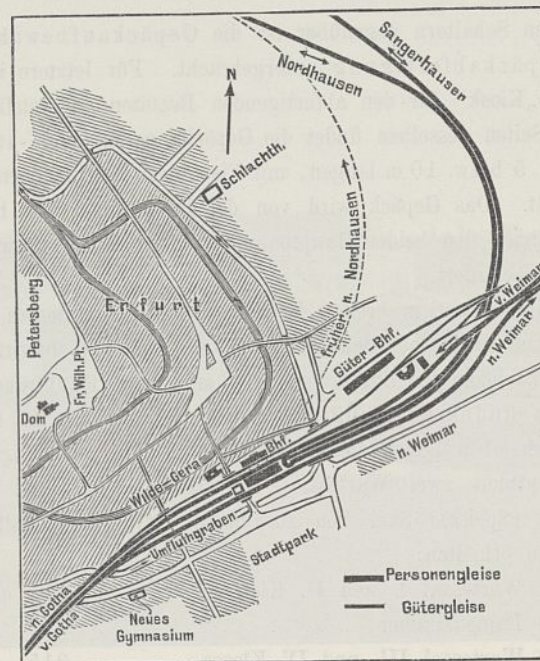 Nordhausen
Sangerhausen
N
Schlachth.
früher n. Nordhausen
Erfurt
Petersberg
Fr. Wilh. Pl.
Dom
v. Weimar
n. Weimar
Güter-Bhf.
Bhf.
Wilde-Gera
n. Weimar
Umfluthgraben
Stadtpark
n. Gotha
v. Gotha
Neues
Gymnasium
Personengleise
Gütergleise